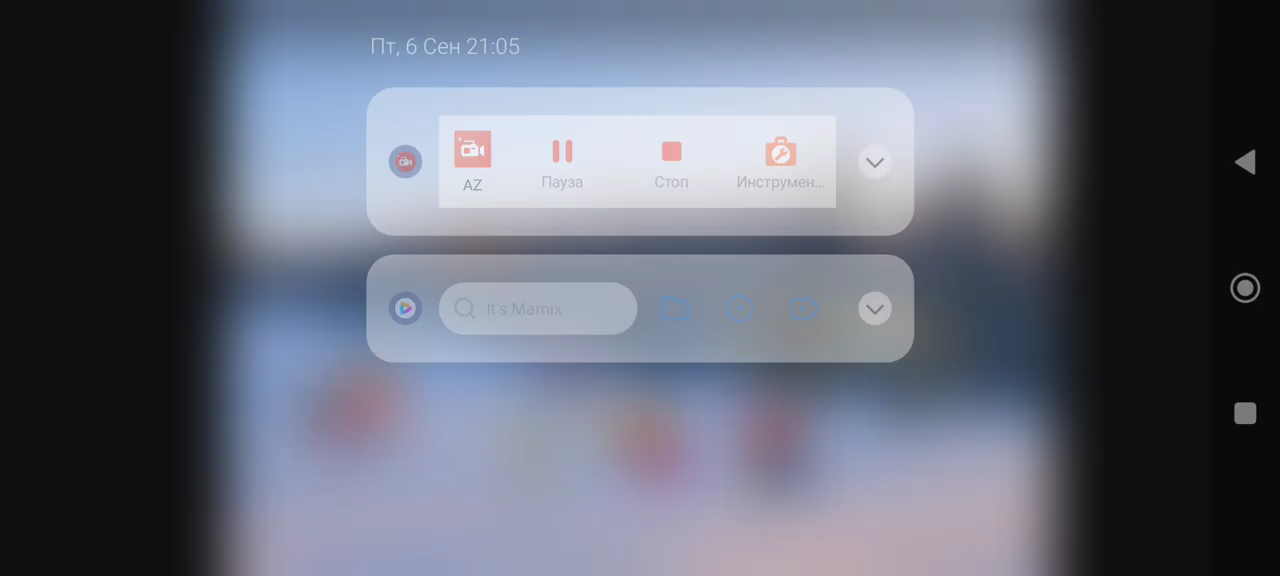 Пт, 6 Сен 21:05
AZ
Пауза
Стоп
Инструмен...
It's Mamix